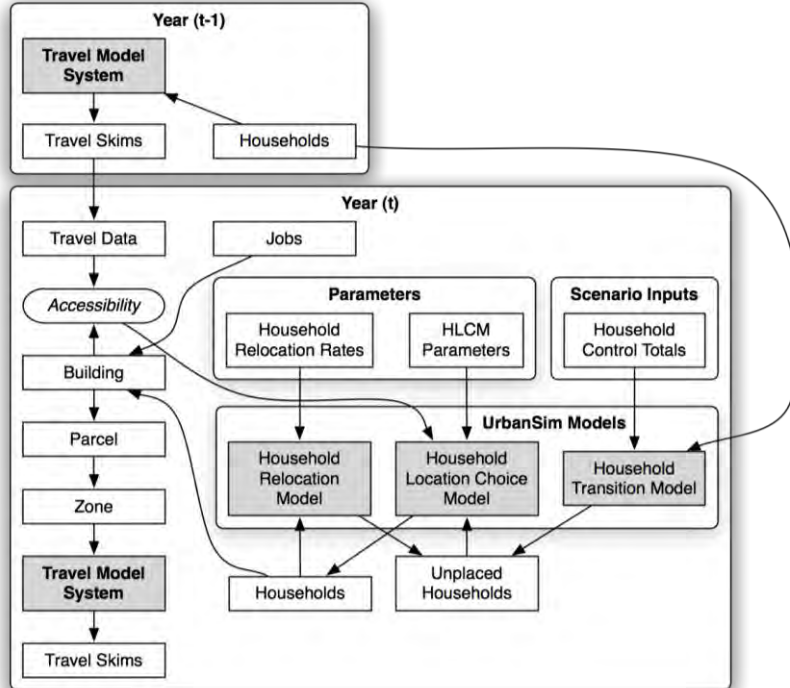 Year (t-1)
Travel Model
System
Travel Skims
Households
Year (t)
Travel Data
Jobs
Accessibility
Parameters
Scenario Inputs
Household
Relocation Rates
HLCM
Parameters
Household
Control Totals
Building
UrbanSim Models
Parcel
Household
Relocation
Model
Household
Location Choice
Model
Household
Transition Model
Zone
Travel Model
System
Households
Unplaced
Households
Travel Skims